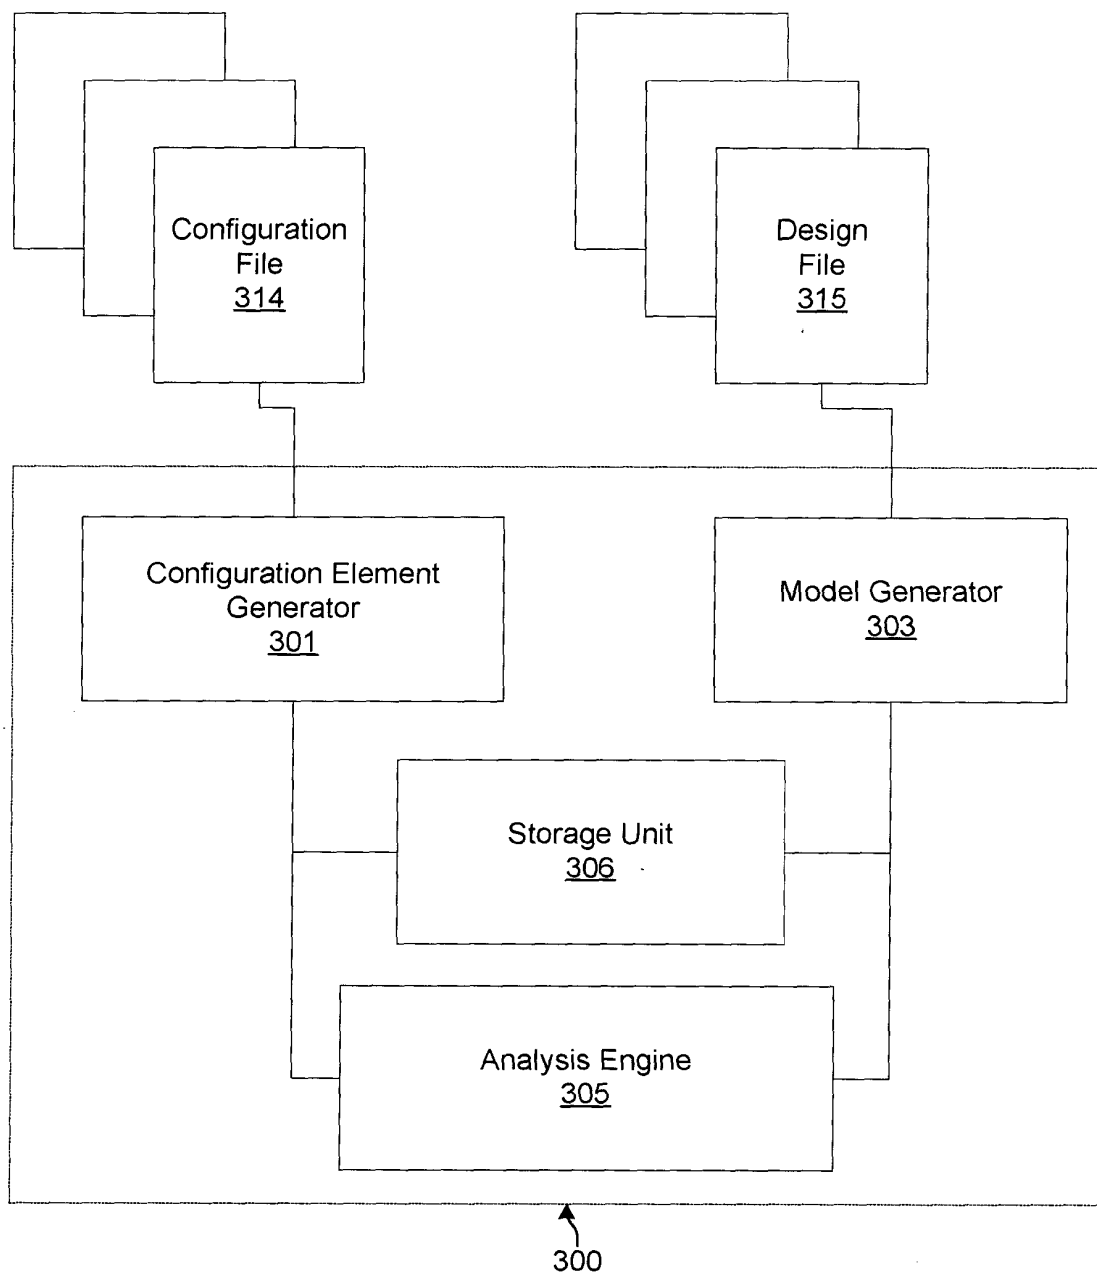 Configuration
File
314
Design
File
315
Configuration Element
Generator
301
Model Generator
303
Storage Unit
306
Analysis Engine
305
300